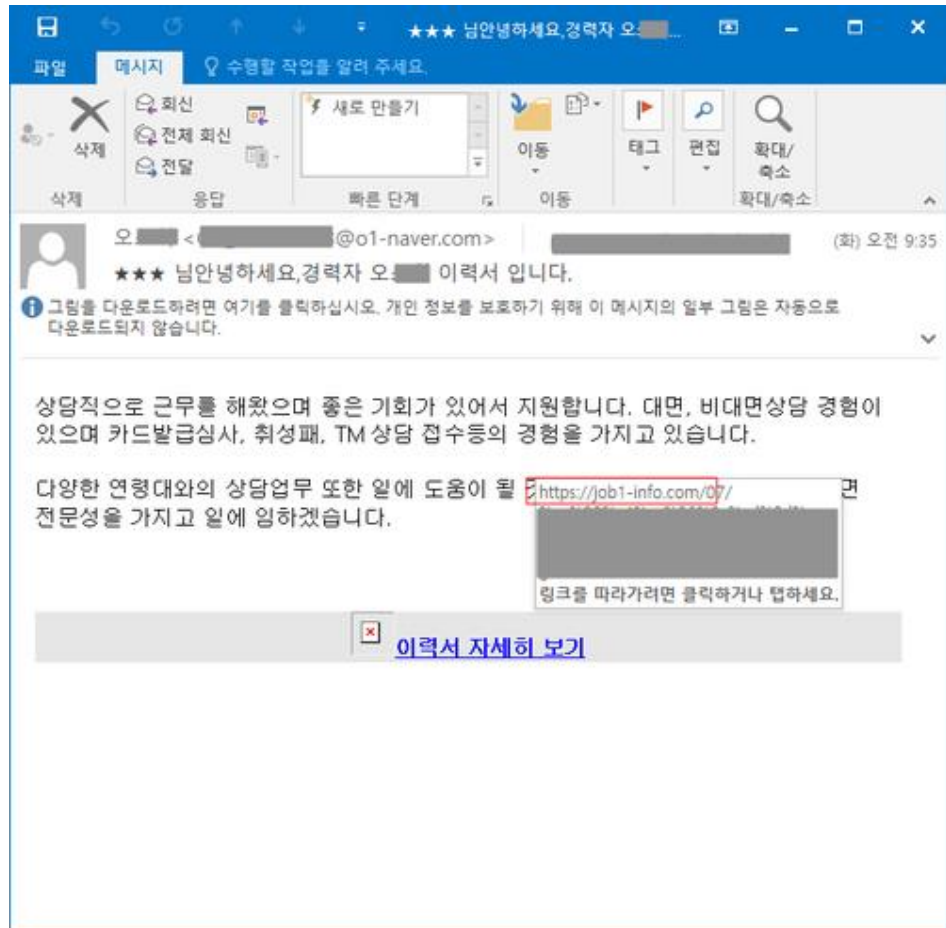 ★★★ 님안녕하세요,경력자 오 ...
파일 메시지 수행할 작업을 알려 주세요.
삭제
회신
전체 회신
전달
새로 만들기
이동
태그
편집
확대/
축소
삭제 응답 빠른 단계 이동 확대/축소
오 < @o1-naver.com> (화) 오전 9:35
★★★ 님안녕하세요,경력자 오 이력서 입니다.
그림을 다운로드하려면 여기를 클릭하십시오. 개인 정보를 보호하기 위해 이 메시지의 일부 그림은 자동으로
다운로드되지 않습니다.
상담직으로 근무를 해왔으며 좋은 기회가 있어서 지원합니다. 대면, 비대면상담 경험이
있으며 카드발급심사, 취성패, TM 상담 접수등의 경험을 가지고 있습니다.
다양한 연령대와의 상담업무 또한 일에 도움이 될 면
https://job1-info.com/07/
전문성을 가지고 일에 임하겠습니다.
링크를 따라가려면 클릭하거나 탭하세요.
이력서 자세히 보기